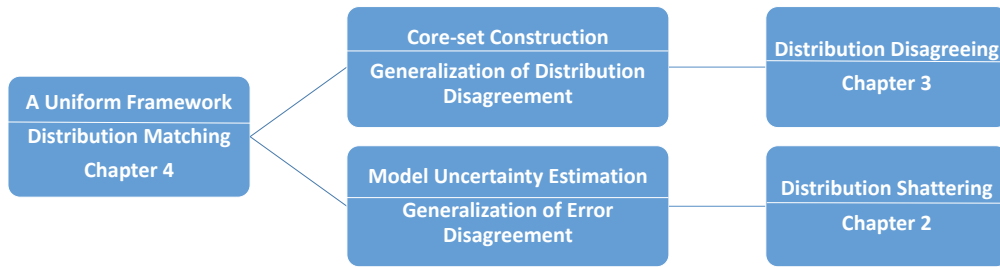 A Uniform Framework
Distribution Matching
Chapter 4
Core-set Construction
Generalization of Distribution
Disagreement
Distribution Disagreeing
Chapter 3
Model Uncertainty Estimation
Generalization of Error
Disagreement
Distribution Shattering
Chapter 2